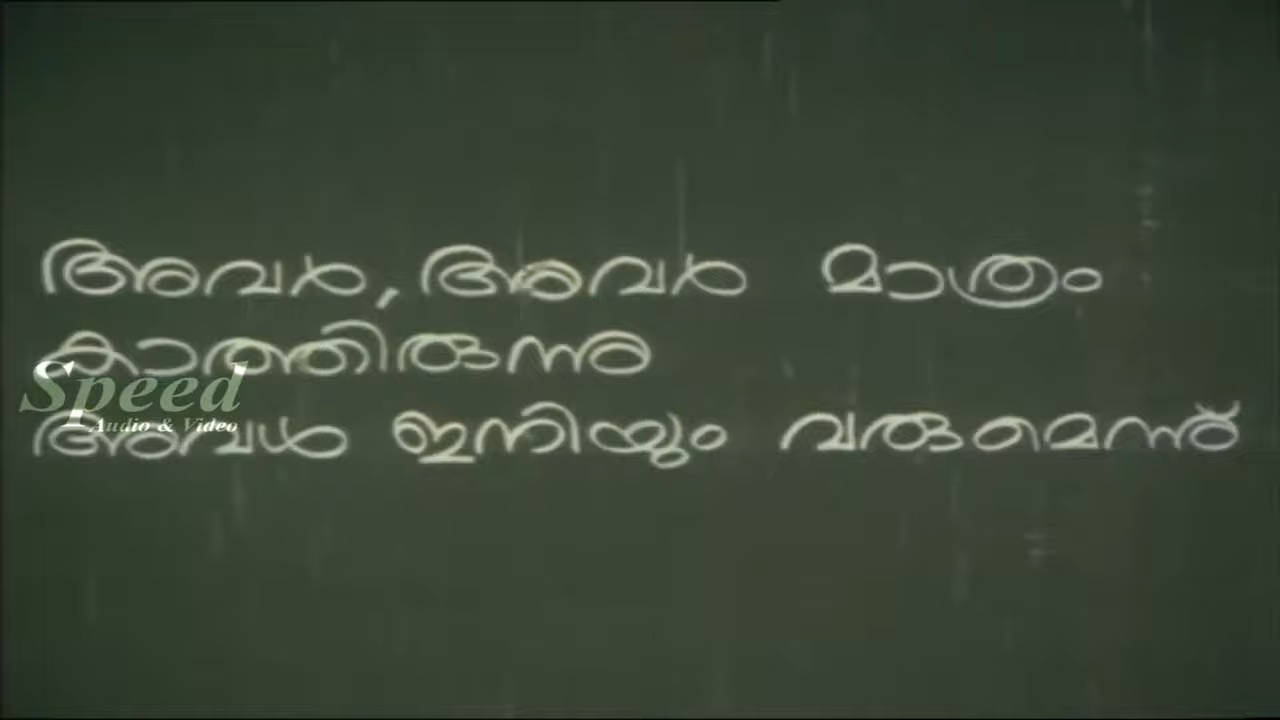 അവർ, അവർ മാത്രം
കാത്തിരുന്നു
Speed
Audio & Video
അവൾ ഇനിയും വരുമെന്ന്